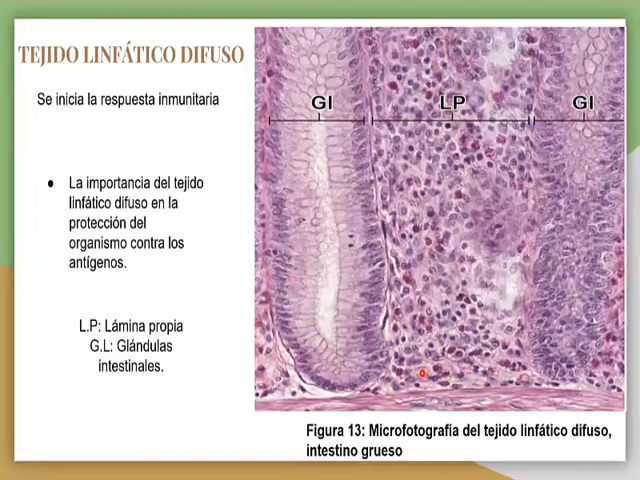 TEJIDO LINFÁTICO DIFUSO
Se inicia la respuesta inmunitaria
● La importancia del tejido
linfático difuso en la
protección del
organismo contra los
antígenos.
L.P: Lámina propia
G.L: Glándulas
intestinales.
GI LP GI
Figura 13: Microfotografía del tejido linfático difuso,
intestino grueso